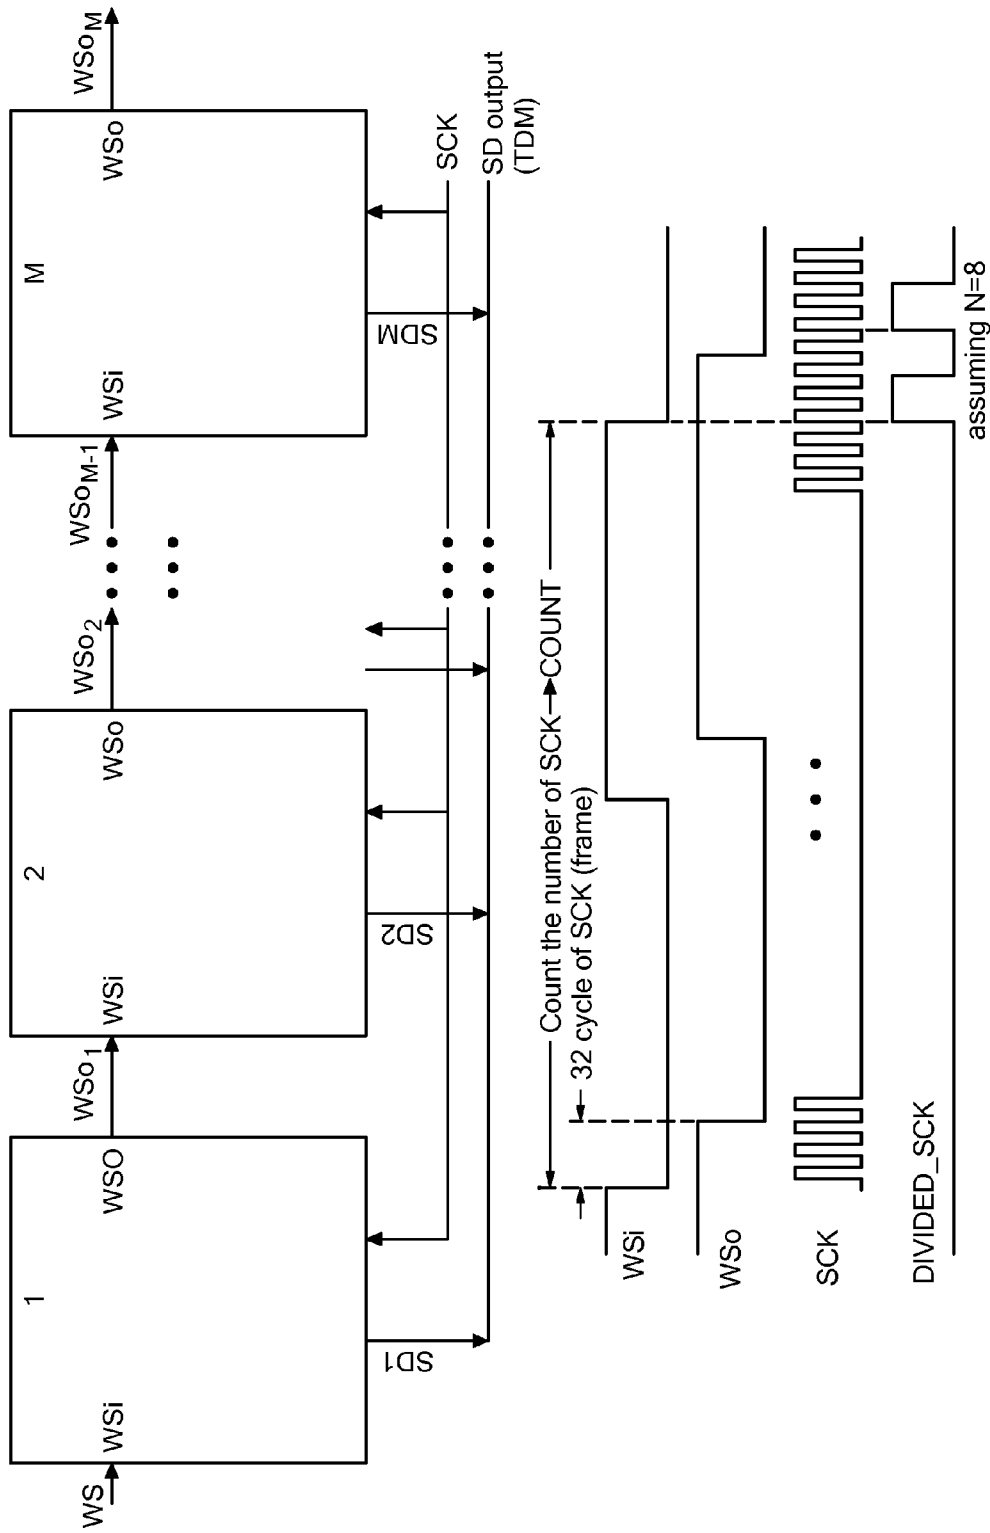 WS
WSi
1
WSO
SD1
WSo1
WSi
2
WSo
SD2
WSo2
WSoM-1
WSi
M
WSo
SDM
WSoM
SCK
SD output
(TDM)
Count the number of SCK
COUNT
32 cycle of SCK (frame)
WSi
WSo
SCK
DIVIDED_SCK
assuming N=8